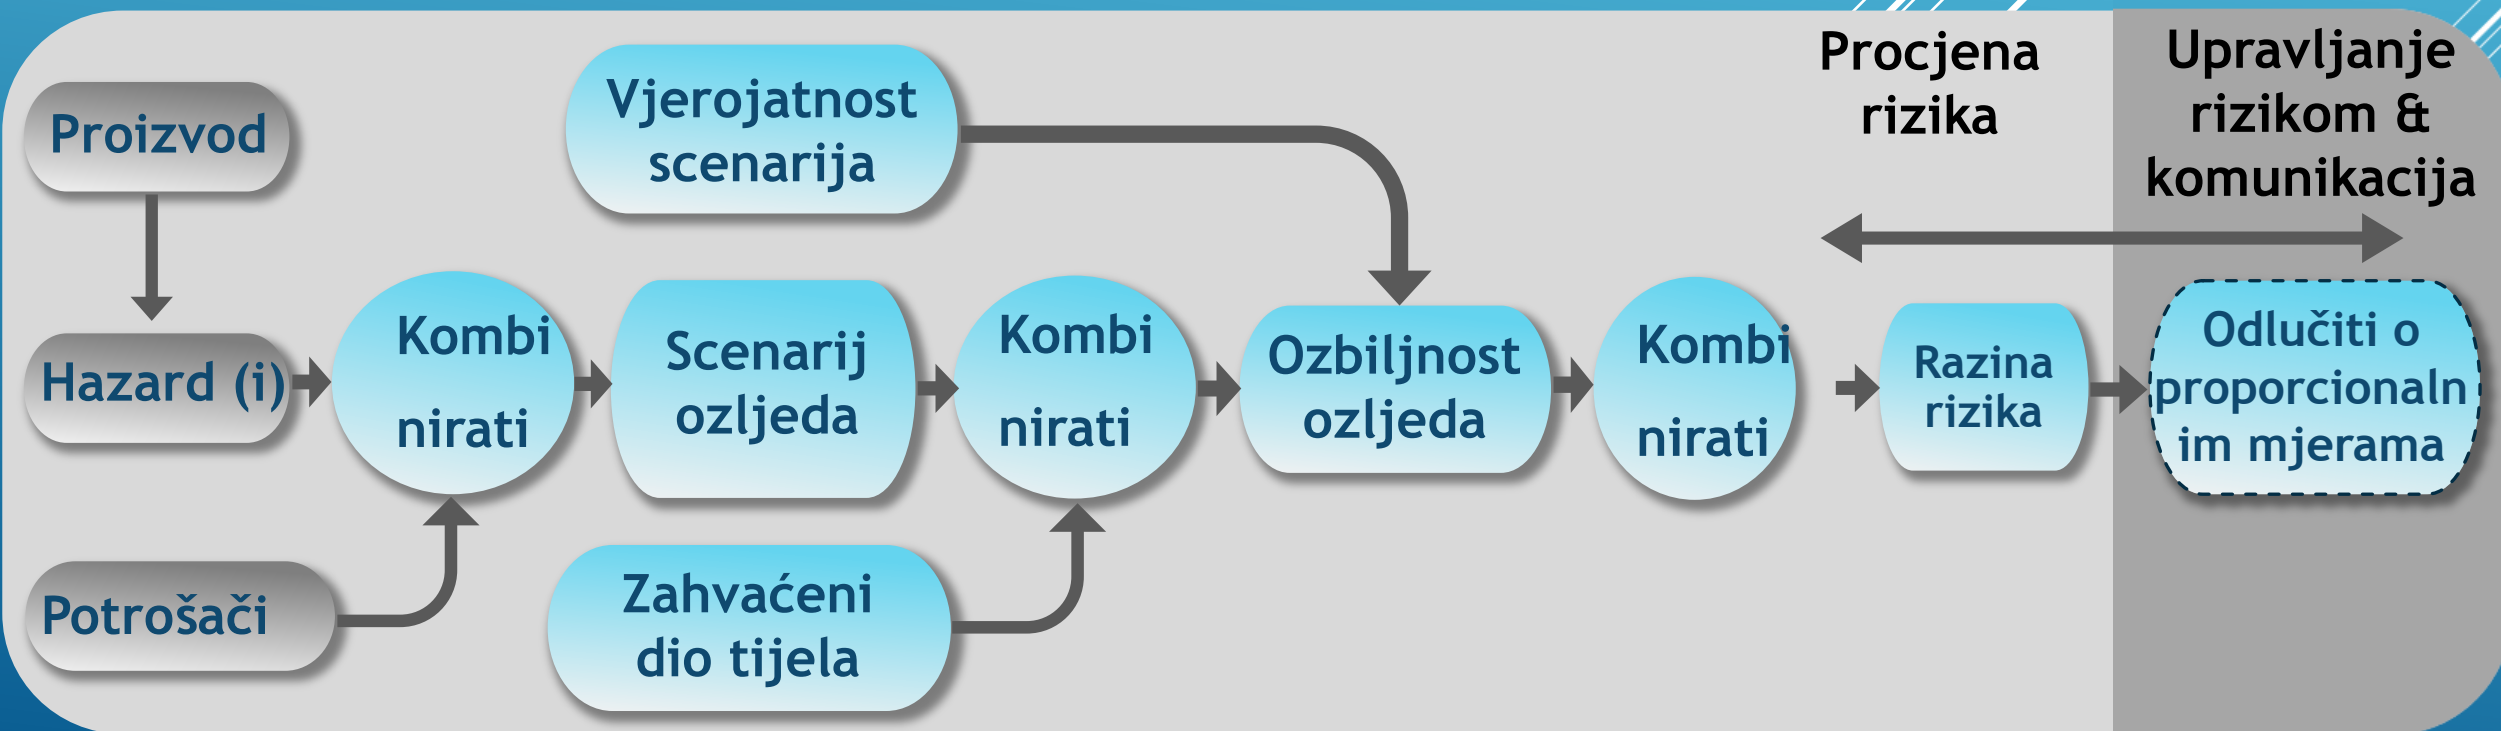 Proizvod
Hazard (i)
Potrošači
Kombi
nirati
Vjerojatnost
scenarija
Scenarij
ozljeda
Zahvaćeni
dio tijela
Kombi
nirati
Ozbiljnost
ozljeda
Kombi
nirati
Procjena
rizika
Razina
rizika
Upravljanje
rizikom &
komunikacija
Odlučiti o
proporcionaln
im mjerama